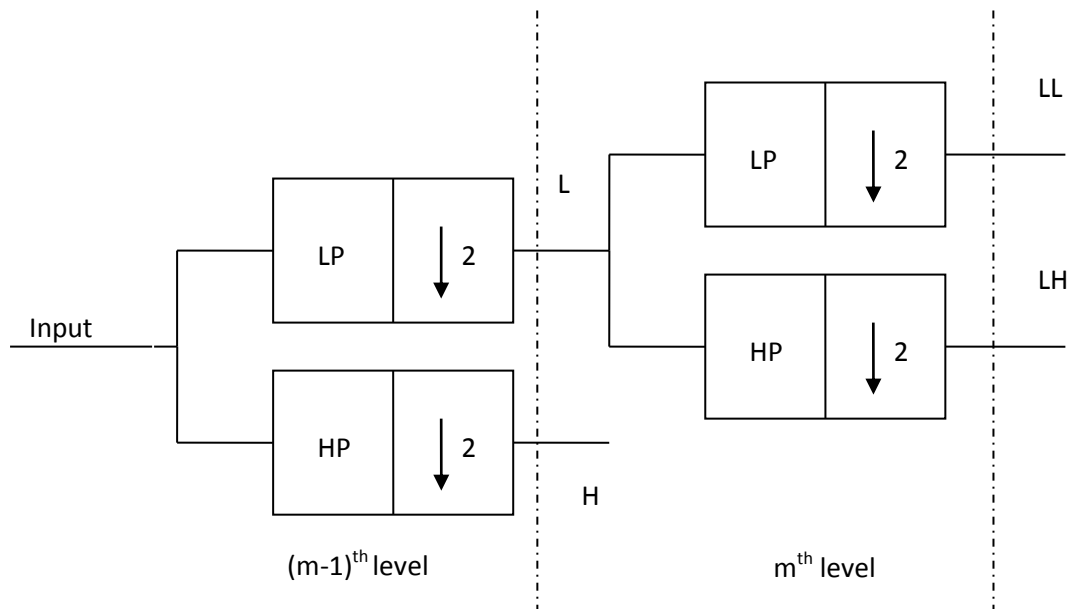 LL
LP
2
L
LP
2
LH
Input
HP
2
HP
2
H
(m-1)th level
mth level